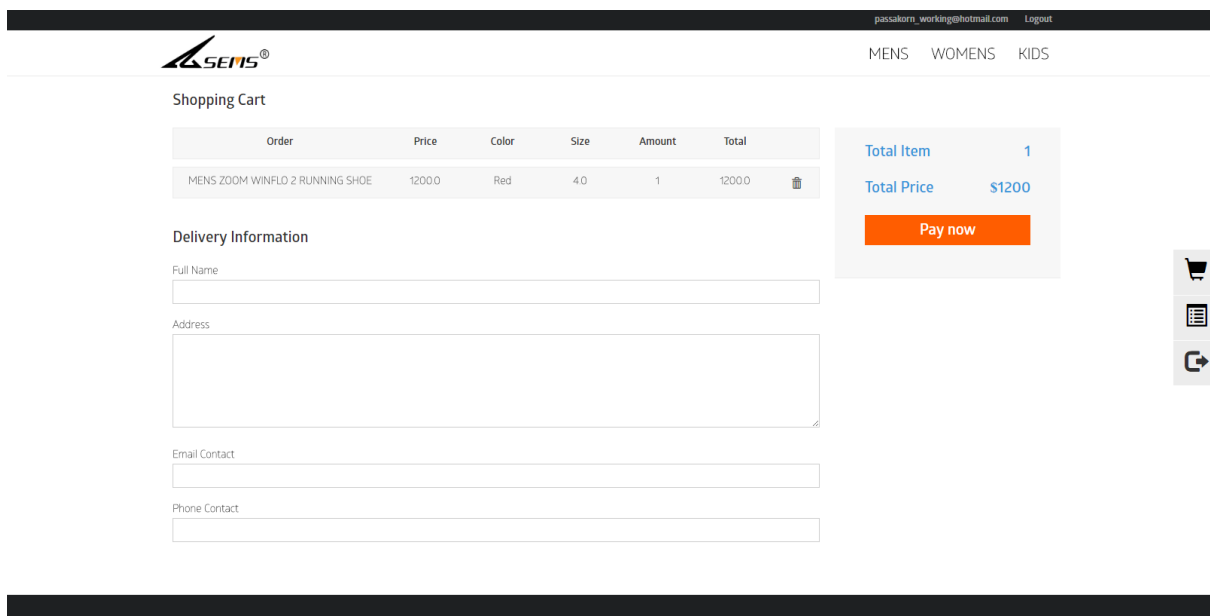 passakorn_working@hotmail.com Logout
SEMS®
MENS WOMENS KIDS
Shopping Cart
Order Price Color Size Amount Total
MENS ZOOM WINFLO 2 RUNNING SHOE 1200.0 Red 4.0 1 1200.0
Total Item 1
Total Price $1200
Pay now
Delivery Information
Full Name
Address
Email Contact
Phone Contact